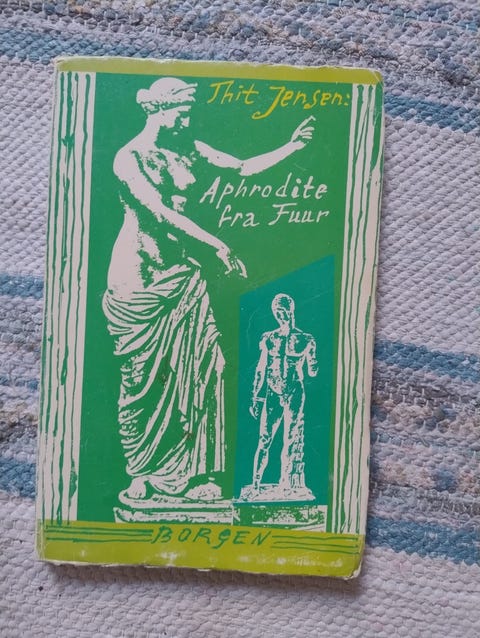 Thit Jensen:
Aphrodite
fra Fuur
BORGEN